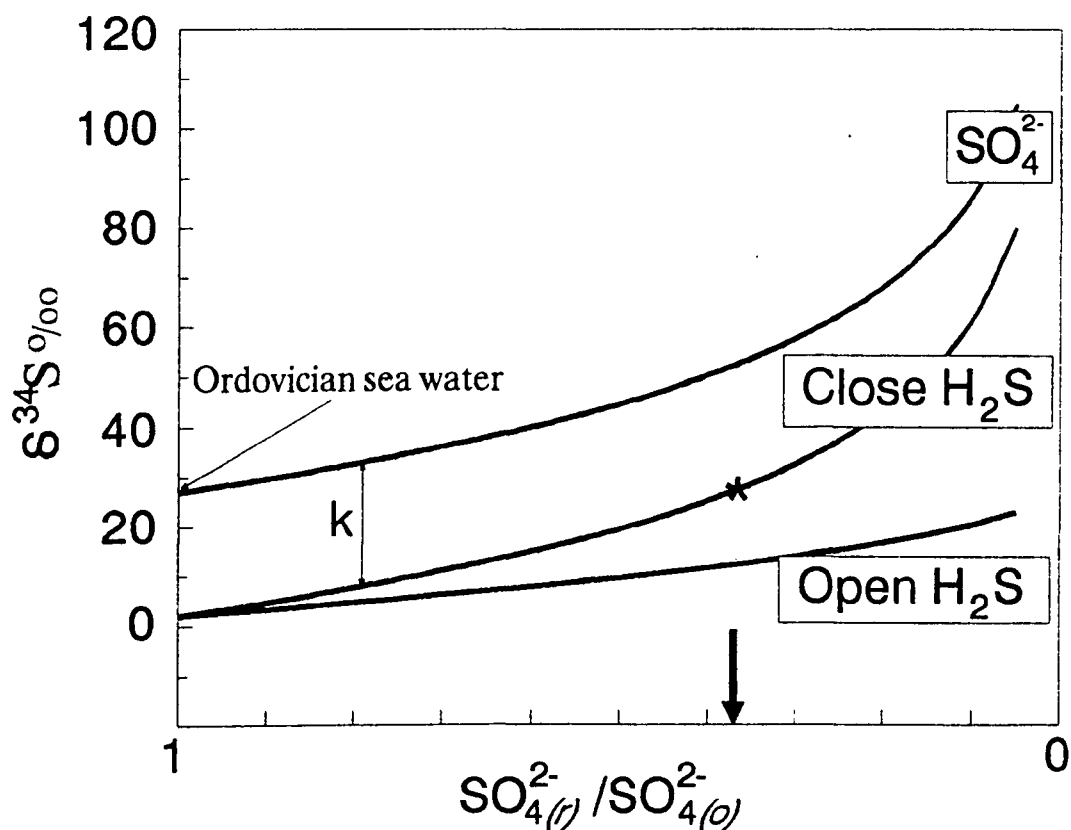 120
100
80
60
40
20
0
δ³⁴S‰
SO₄²⁻
Ordovician sea water
Close H₂S
k
Open H₂S
1
0
SO₄²⁻(r) /SO₄²⁻(o)